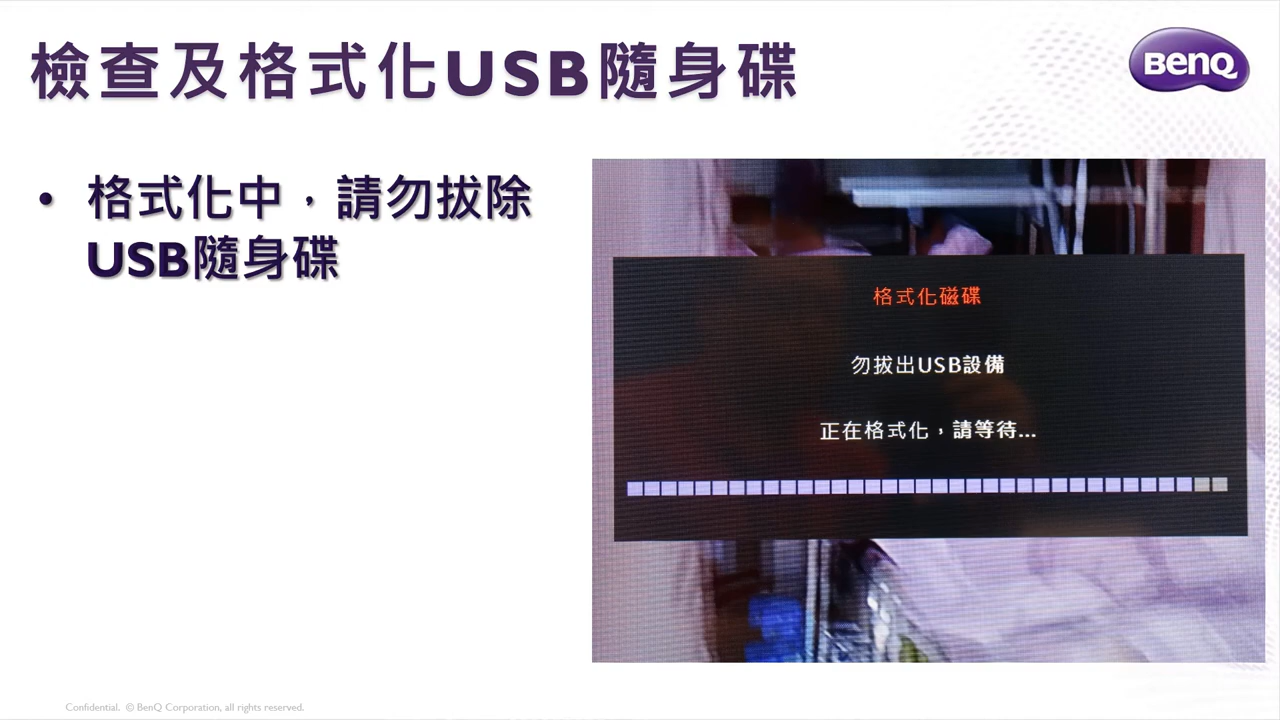 檢查及格式化USB隨身碟
BenQ
• 格式化中，請勿拔除
USB隨身碟
格式化磁碟
勿拔出USB設備
正在格式化，請等待...
Confidential. © BenQ Corporation, all rights reserved.